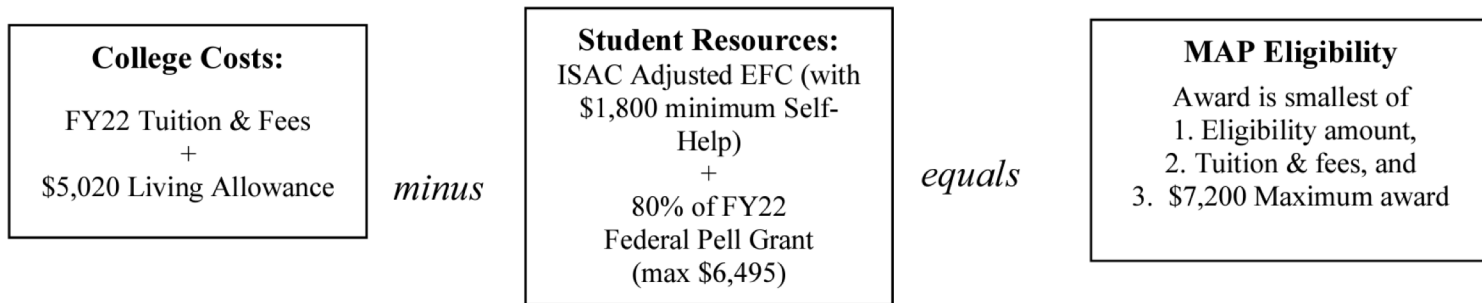 College Costs:
FY22 Tuition & Fees
+
$5,020 Living Allowance
minus
Student Resources:
ISAC Adjusted EFC (with
$1,800 minimum Self-
Help)
+
80% of FY22
Federal Pell Grant
(max $6,495)
equals
MAP Eligibility
Award is smallest of
1. Eligibility amount,
2. Tuition & fees, and
3. $7,200 Maximum award